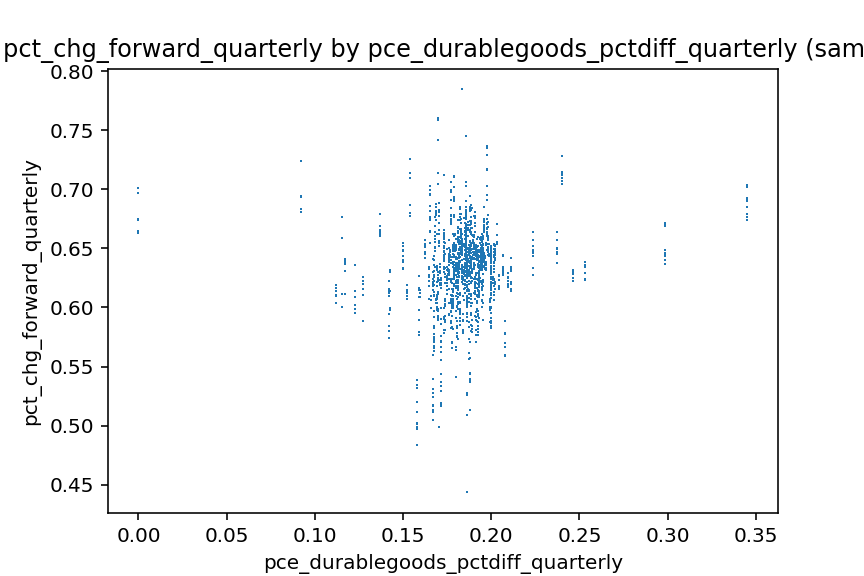 pct_chg_forward_quarterly by pce_durablegoods_pctdiff_quarterly (sam
0.80
0.75
0.70
0.65
0.60
0.55
0.50
0.45
pct_chg_forward_quarterly
0.00 0.05 0.10 0.15 0.20 0.25 0.30 0.35
pce_durablegoods_pctdiff_quarterly